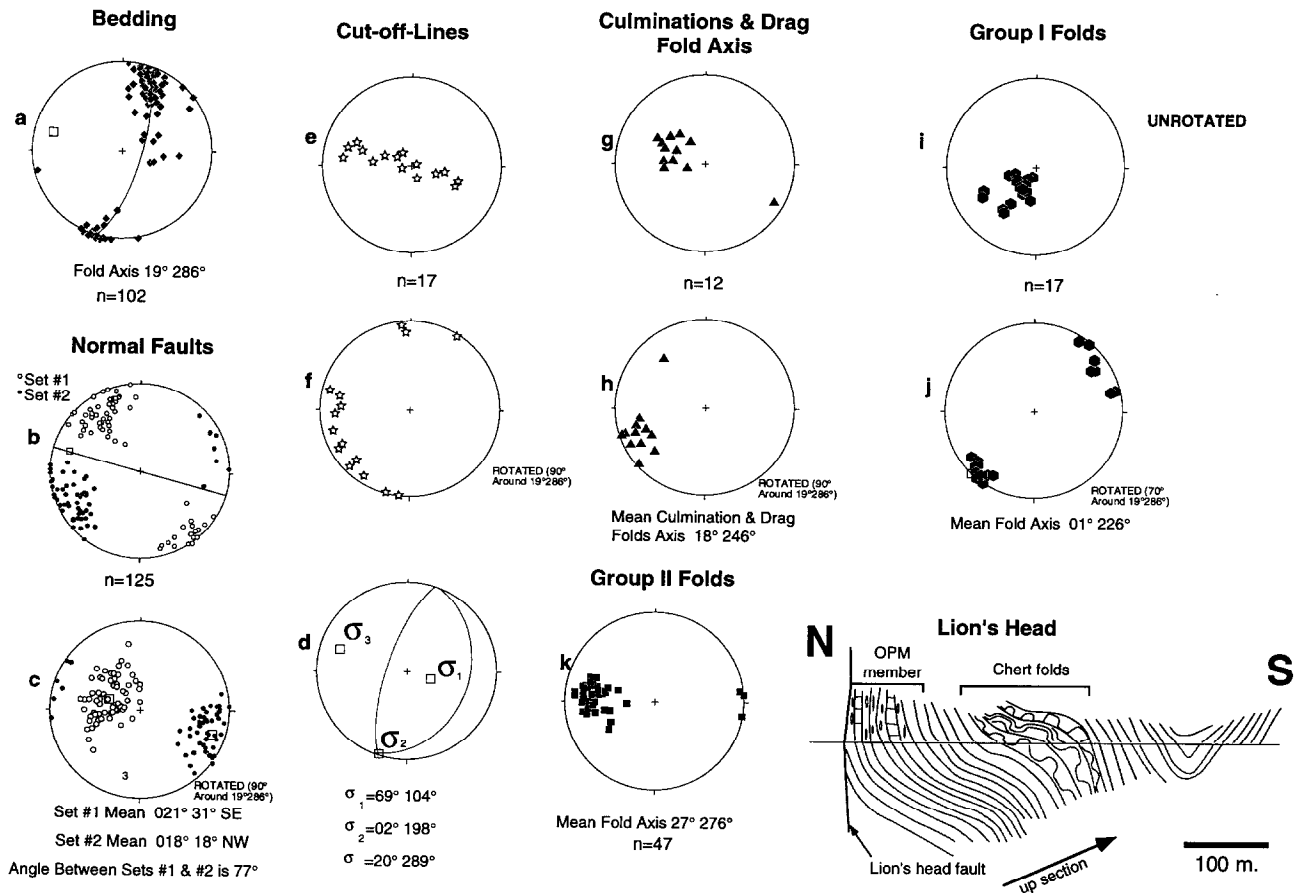 Bedding
a
Fold Axis 19° 286°
n=102
Normal Faults
Set #1
Set #2
b
n=125
c
3
ROTATED (90°
Around 19°286°)
Set #1 Mean 021° 31° SE
Set #2 Mean 018° 18° NW
Angle Between Sets #1 & #2 is 77°
Cut-off-Lines
e
n=17
f
ROTATED (90°
Around 19°286°)
d
σ3
σ1
σ2
σ1=69° 104°
σ2=02° 198°
σ =20° 289°
Culminations & Drag
Fold Axis
g
n=12
h
ROTATED (90°
Around 19°286°)
Mean Culmination & Drag
Folds Axis 18° 246°
Group II Folds
k
Mean Fold Axis 27° 276°
n=47
Group I Folds
UNROTATED
i
n=17
j
ROTATED (70°
Around 19°286°)
Mean Fold Axis 01° 226°
Lion's Head
N
S
OPM
member
Chert folds
Lion's head fault
up section
100 m.